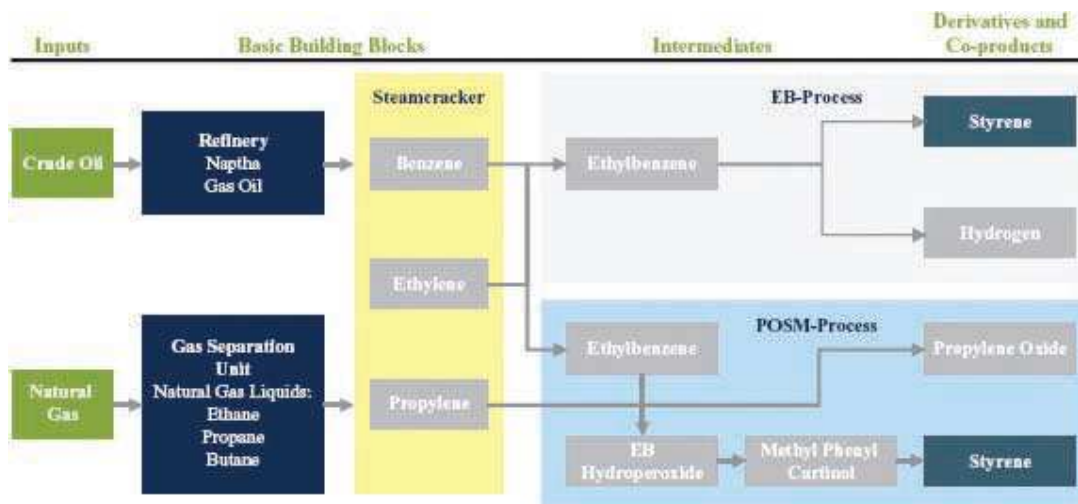 Inputs
Basic Building Blocks
Intermediates
Derivatives and
Co-products
Steamcracker
EB-Process
Crude Oil
Refinery
Naptha
Gas Oil
Benzene
Ethylbenzene
Styrene
Hydrogen
Ethylene
POSM-Process
Natural
Gas
Gas Separation
Unit
Natural Gas Liquids:
Ethane
Propane
Butane
Propylene
Ethylbenzene
Propylene Oxide
EB
Hydroperoxide
Methyl Phenyl
Cartinol
Styrene